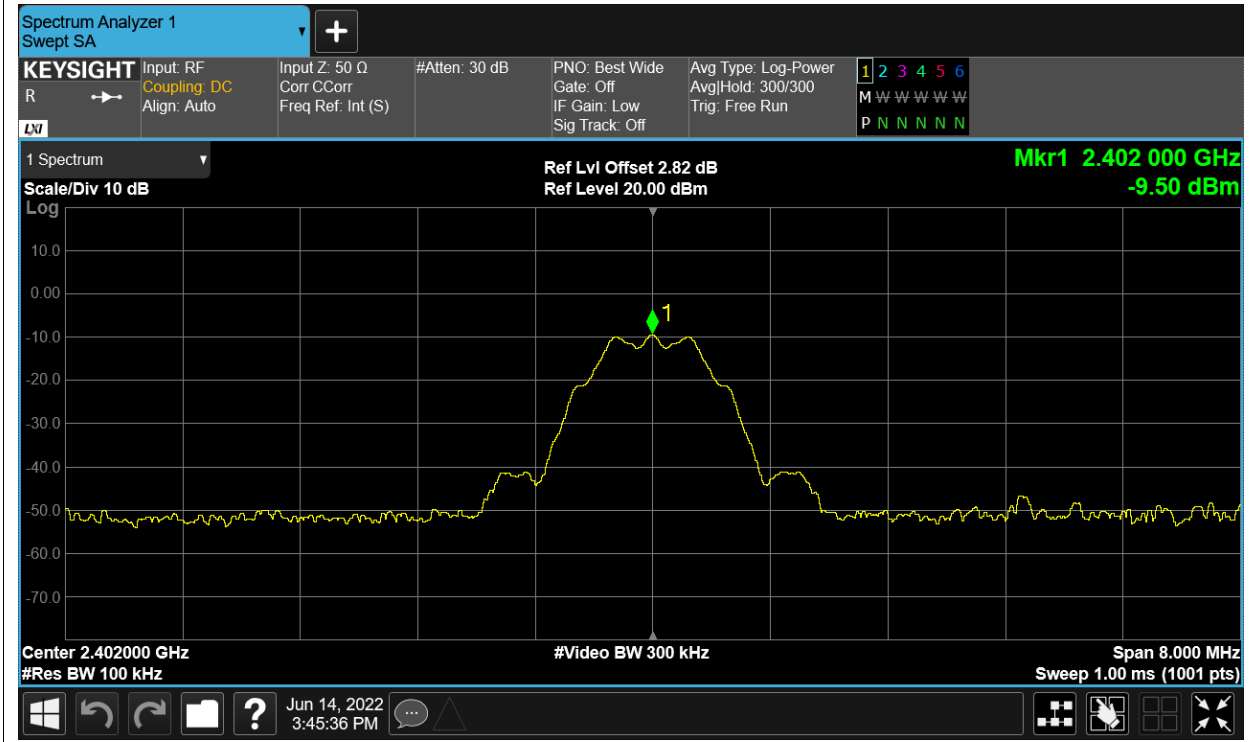 Spectrum Analyzer 1
Swept SA
KEYSIGHT
R
LXI
Input: RF
Coupling: DC
Align: Auto
Input Z: 50 Ω
Corr CCorr
Freq Ref: Int (S)
#Atten: 30 dB
PNO: Best Wide
Gate: Off
IF Gain: Low
Sig Track: Off
Avg Type: Log-Power
Avg|Hold: 300/300
Trig: Free Run
1 2 3 4 5 6
M W W W W W
P N N N N N
1 Spectrum
Scale/Div 10 dB
Log
Ref Lvl Offset 2.82 dB
Ref Level 20.00 dBm
Mkr1 2.402 000 GHz
-9.50 dBm
10.0
0.00
1
-10.0
-20.0
-30.0
-40.0
-50.0
-60.0
-70.0
Center 2.402000 GHz
#Video BW 300 kHz
Span 8.000 MHz
#Res BW 100 kHz
Sweep 1.00 ms (1001 pts)
?
Jun 14, 2022
3:45:36 PM